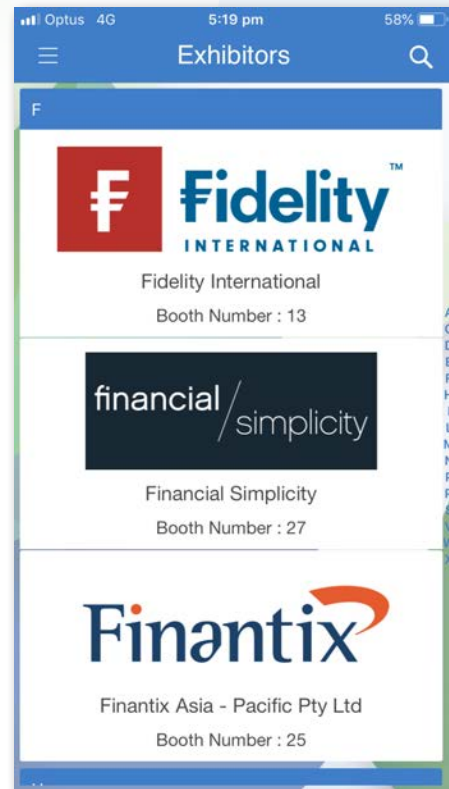 Optus 4G 5:19 pm 58%
Exhibitors
F
Fidelity™
INTERNATIONAL
Fidelity International
Booth Number : 13
financial
simplicity
Financial Simplicity
Booth Number : 27
Finantix
Finantix Asia - Pacific Pty Ltd
Booth Number : 25